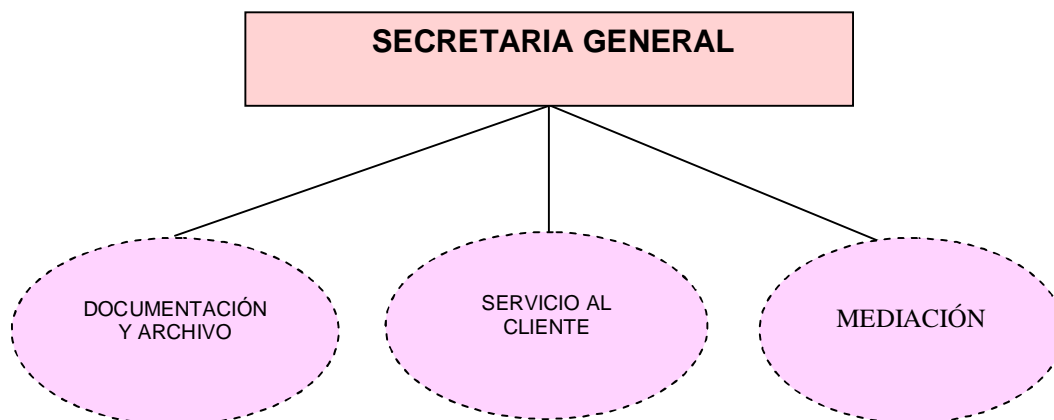 SECRETARIA GENERAL
DOCUMENTACIÓN
Y ARCHIVO
SERVICIO AL
CLIENTE
MEDIACIÓN